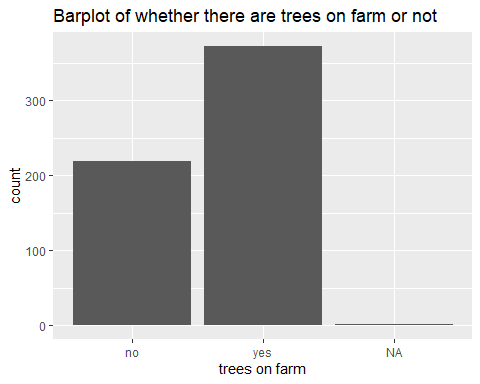 Barplot of whether there are trees on farm or not
count
300
200
100
0
no yes NA
trees on farm